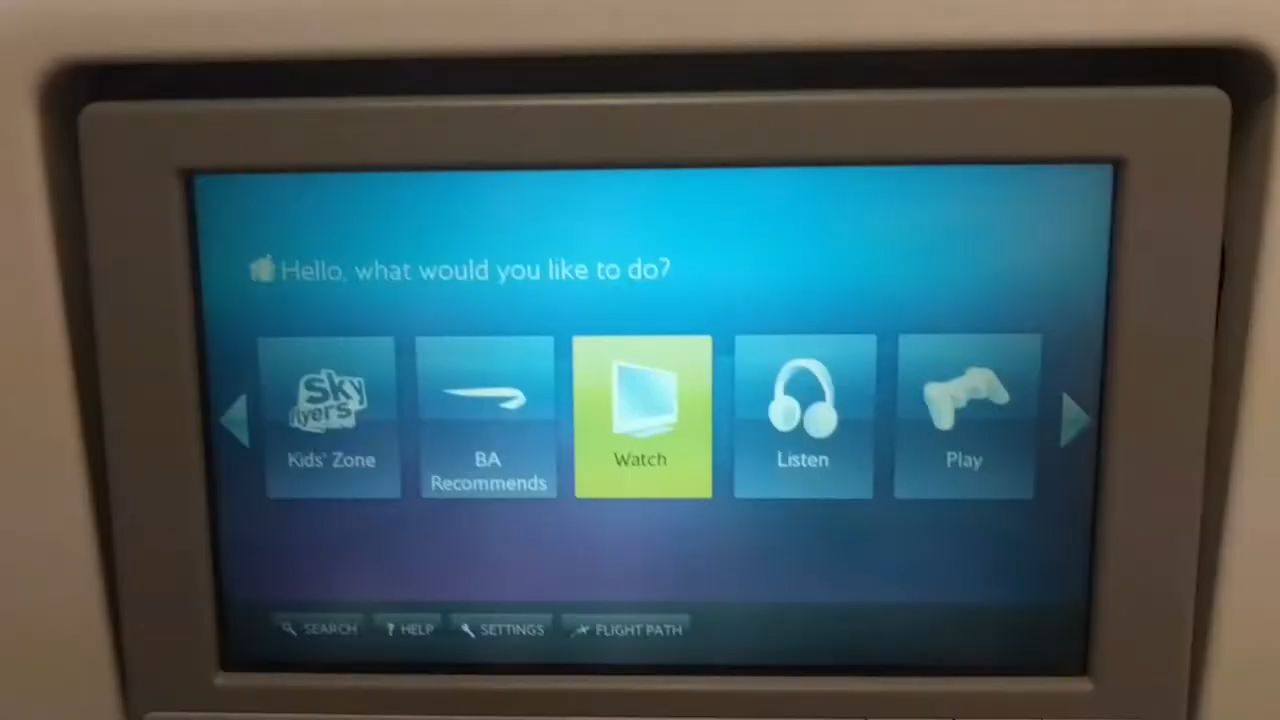 Hello, what would you like to do?
sky
flyers
Kids' Zone
BA
Recommends
Watch
Listen
Play
SEARCH
? HELP
SETTINGS
FLIGHT PATH